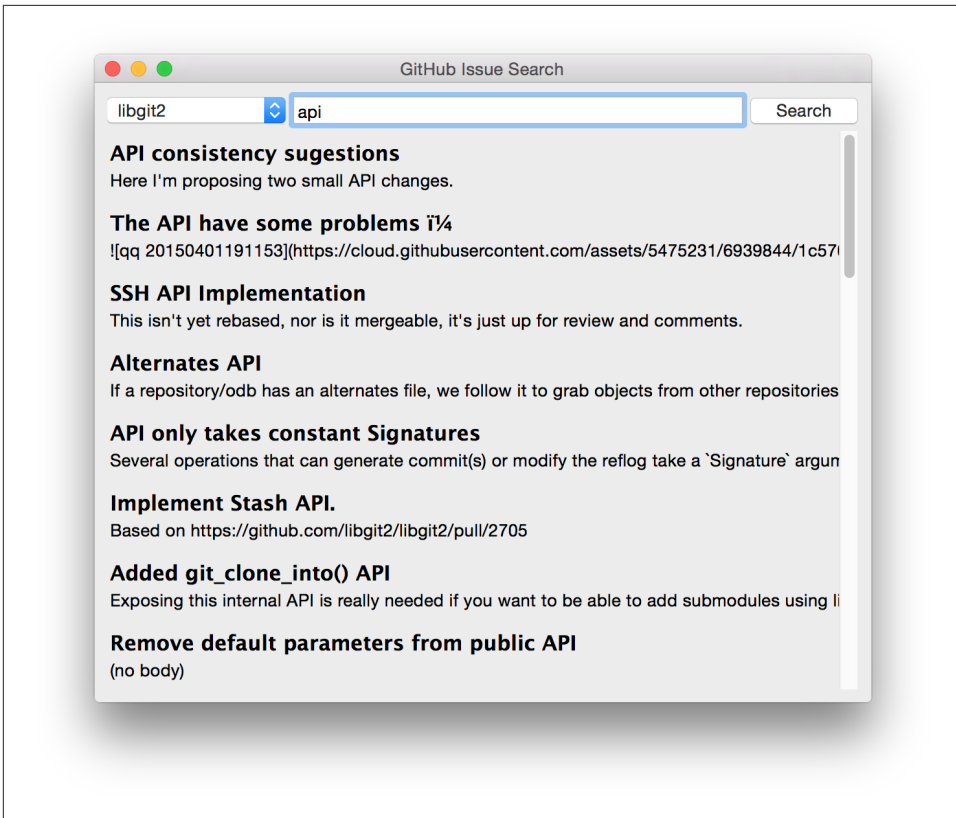 GitHub Issue Search
libgit2 api Search
API consistency sugestions
Here I'm proposing two small API changes.
The API have some problems ï¼
![qq 20150401191153](https://cloud.githubusercontent.com/assets/5475231/6939844/1c570
SSH API Implementation
This isn't yet rebased, nor is it mergeable, it's just up for review and comments.
Alternates API
If a repository/odb has an alternates file, we follow it to grab objects from other repositories
API only takes constant Signatures
Several operations that can generate commit(s) or modify the reflog take a `Signature` argum
Implement Stash API.
Based on https://github.com/libgit2/libgit2/pull/2705
Added git_clone_into() API
Exposing this internal API is really needed if you want to be able to add submodules using li
Remove default parameters from public API
(no body)